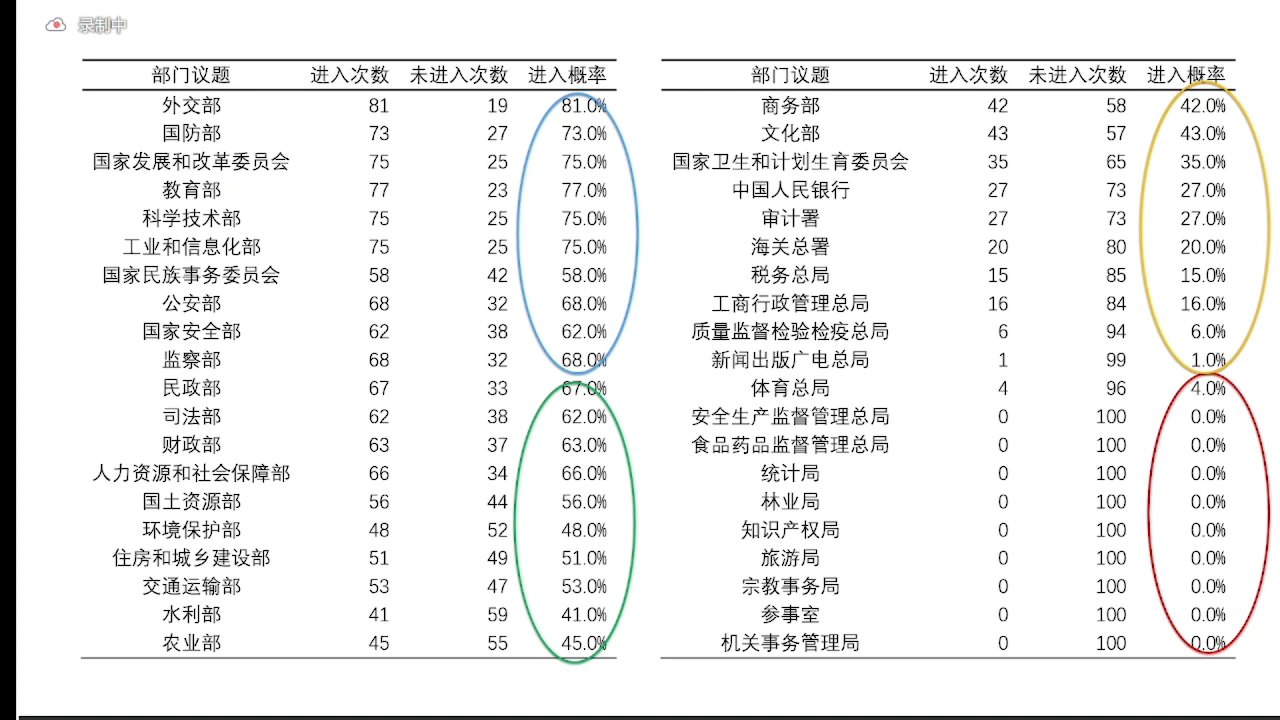 录制中
部门议题 进入次数 未进入次数 进入概率
外交部 81 19 81.0%
国防部 73 27 73.0%
国家发展和改革委员会 75 25 75.0%
教育部 77 23 77.0%
科学技术部 75 25 75.0%
工业和信息化部 75 25 75.0%
国家民族事务委员会 58 42 58.0%
公安部 68 32 68.0%
国家安全部 62 38 62.0%
监察部 68 32 68.0%
民政部 67 33 67.0%
司法部 62 38 62.0%
财政部 63 37 63.0%
人力资源和社会保障部 66 34 66.0%
国土资源部 56 44 56.0%
环境保护部 48 52 48.0%
住房和城乡建设部 51 49 51.0%
交通运输部 53 47 53.0%
水利部 41 59 41.0%
农业部 45 55 45.0%
部门议题 进入次数 未进入次数 进入概率
商务部 42 58 42.0%
文化部 43 57 43.0%
国家卫生和计划生育委员会 35 65 35.0%
中国人民银行 27 73 27.0%
审计署 27 73 27.0%
海关总署 20 80 20.0%
税务总局 15 85 15.0%
工商行政管理总局 16 84 16.0%
质量监督检验检疫总局 6 94 6.0%
新闻出版广电总局 1 99 1.0%
体育总局 4 96 4.0%
安全生产监督管理总局 0 100 0.0%
食品药品监督管理总局 0 100 0.0%
统计局 0 100 0.0%
林业局 0 100 0.0%
知识产权局 0 100 0.0%
旅游局 0 100 0.0%
宗教事务局 0 100 0.0%
参事室 0 100 0.0%
机关事务管理局 0 100 0.0%